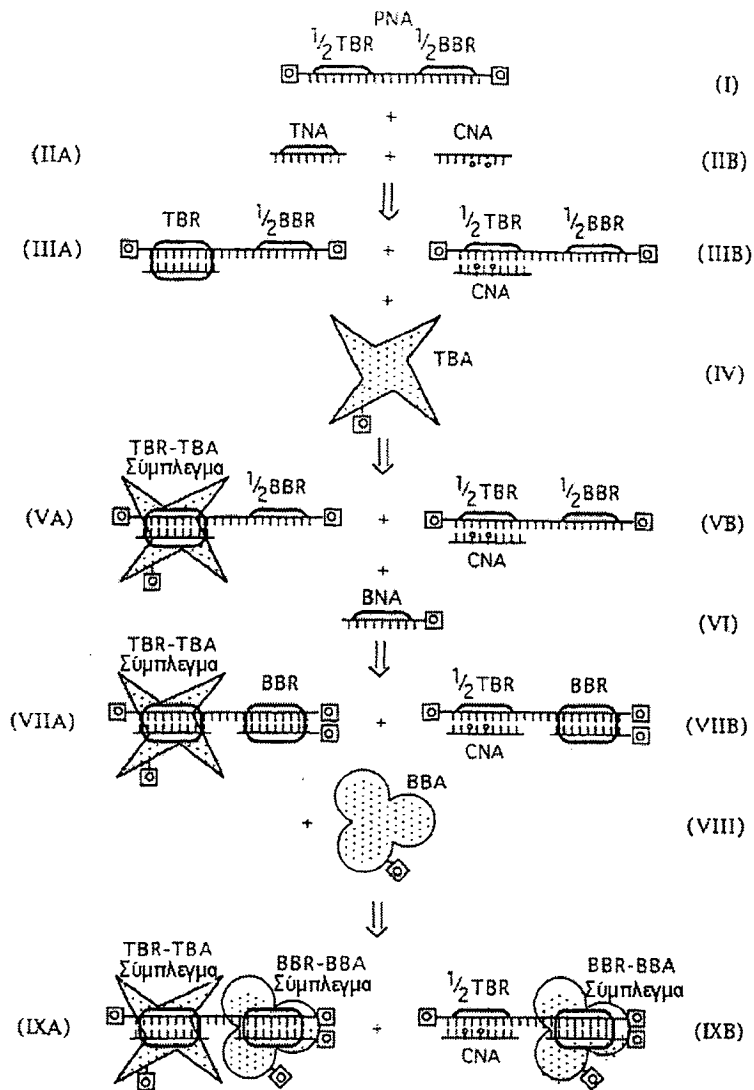 PNA
1/2TBR 1/2BBR
(I)
+
TNA CNA
(IIA) + (IIB)
TBR 1/2BBR 1/2TBR 1/2BBR
(IIIA) + (IIIB)
CNA
+
TBA
(IV)
TBR-TBA
Σύμπλεγμα
1/2BBR 1/2TBR 1/2BBR
(VA) + (VB)
CNA
+
BNA
(VI)
TBR-TBA
Σύμπλεγμα
BBR 1/2TBR BBR
(VIIA) + (VIIB)
CNA
BBA
+ (VIII)
TBR-TBA
Σύμπλεγμα
BBR-BBA
Σύμπλεγμα
1/2TBR
BBR-BBA
Σύμπλεγμα
(IXA) + (IXB)
CNA